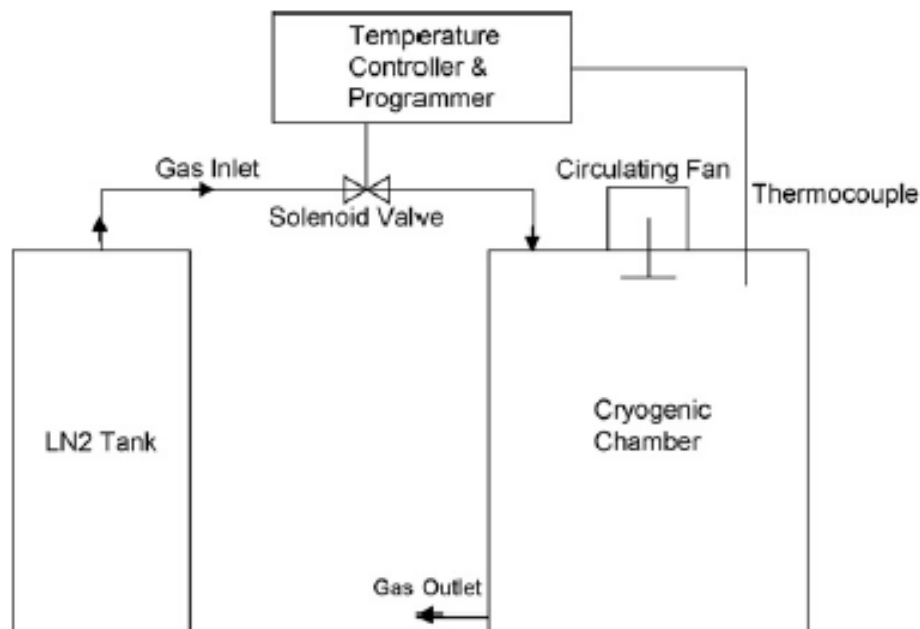 Temperature
Controller &
Programmer
Gas Inlet
Circulating Fan
Thermocouple
Solenoid Valve
LN2 Tank
Cryogenic
Chamber
Gas Outlet